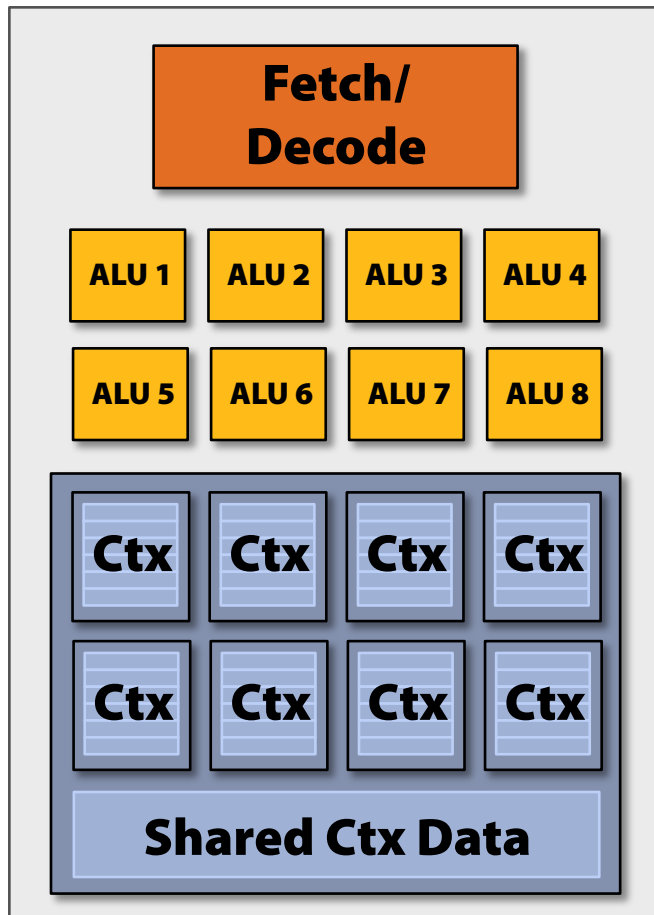 Fetch/
Decode
ALU 1 ALU 2 ALU 3 ALU 4
ALU 5 ALU 6 ALU 7 ALU 8
Ctx Ctx Ctx Ctx
Ctx Ctx Ctx Ctx
Shared Ctx Data